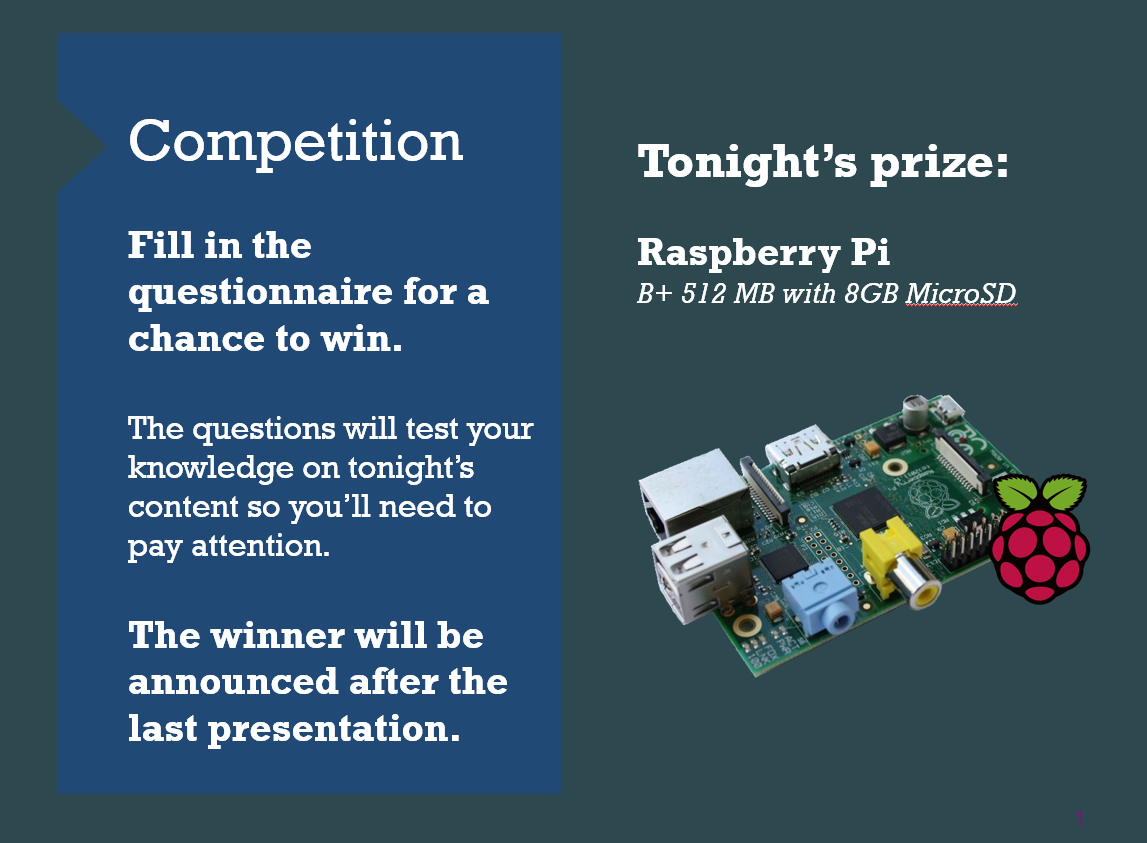 Competition
Fill in the
questionnaire for a
chance to win.
The questions will test your
knowledge on tonight's
content so you'll need to
pay attention.
The winner will be
announced after the
last presentation.
Tonight's prize:
Raspberry Pi
B+ 512 MB with 8GB MicroSD
1